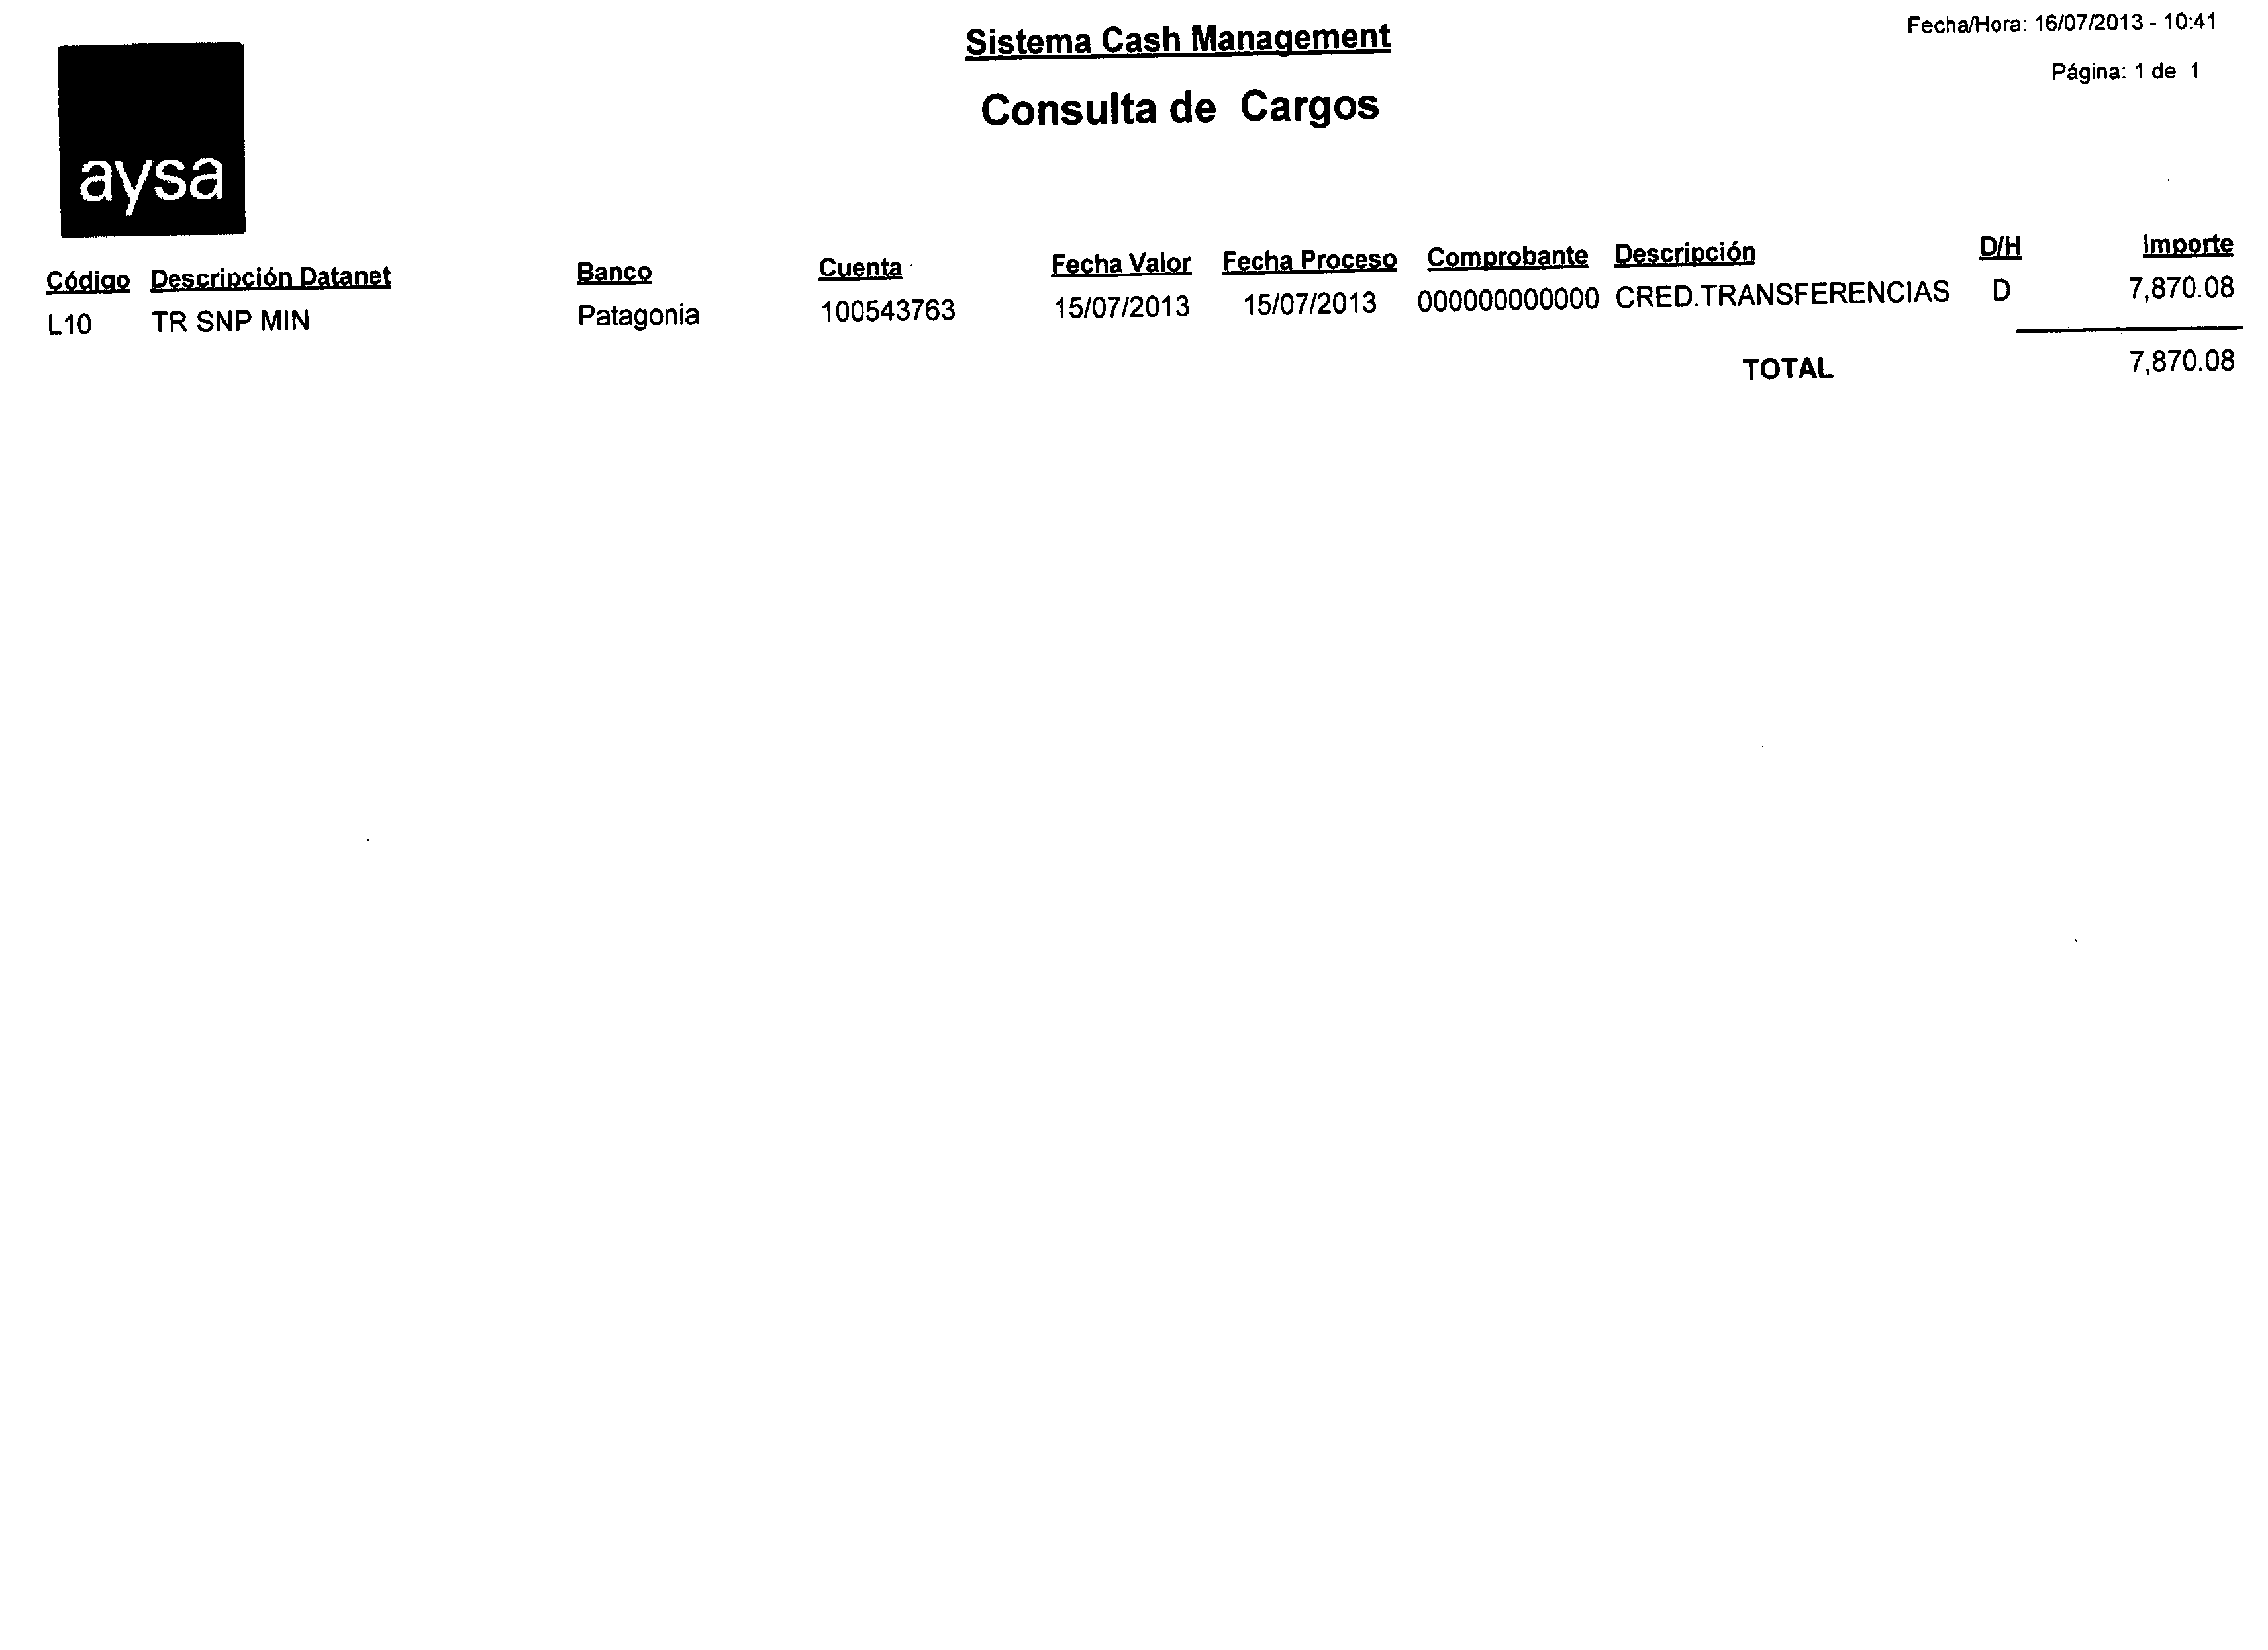 Sistema Cash Management
Fecha/Hora: 16/07/2013 - 10:41
Página: 1 de 1
Consulta de Cargos
aysa
Código Descripción Datanet Banco Cuenta Fecha Valor Fecha Proceso Comprobante Descripción D/H Importe
L10 TR SNP MIN Patagonia 100543763 15/07/2013 15/07/2013 000000000000 CRED.TRANSFERENCIAS D 7,870.08
TOTAL 7,870.08